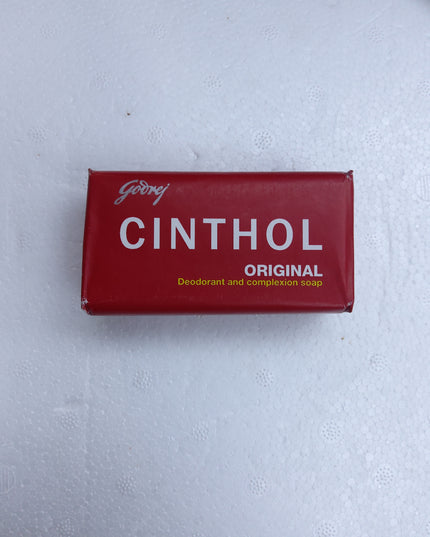 Godrej
CINTHOL
ORIGINAL
Deodorant and complexion soap